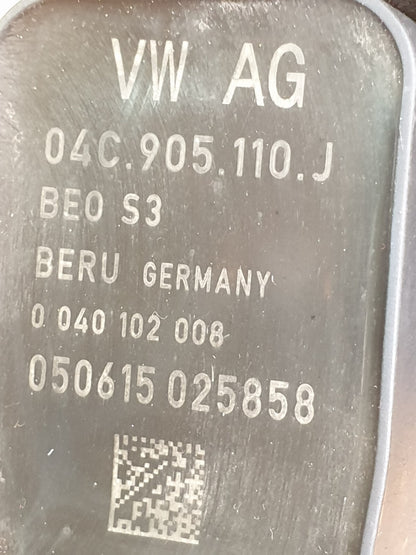 VW AG
04C.905.110.J
BEO S3
BERU GERMANY
0 040 102 008
050615 025858